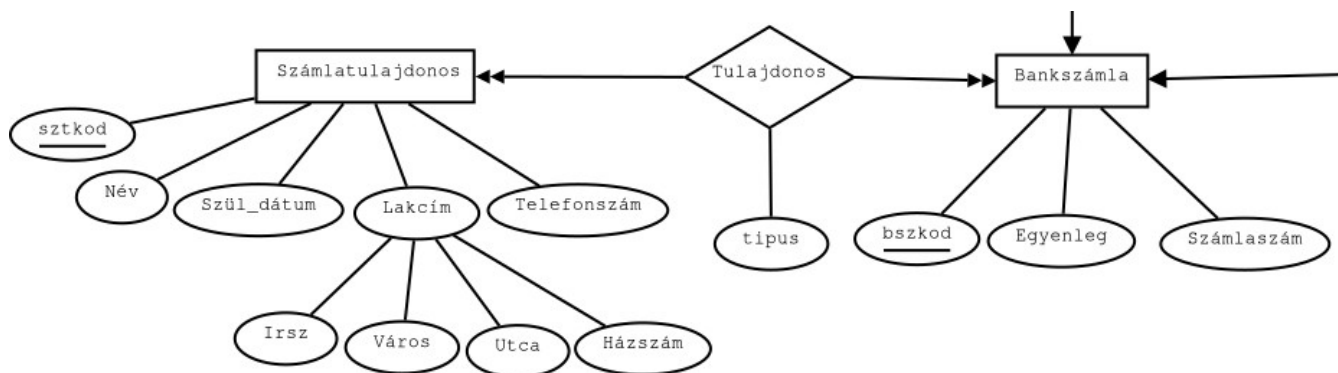 Számlatulajdonos
Tulajdonos
Bankszámla
sztkod
Név
Szül_dátum
Lakcím
Telefonszám
tipus
bszkod
Egyenleg
Számlaszám
Irsz
Város
Utca
Házszám